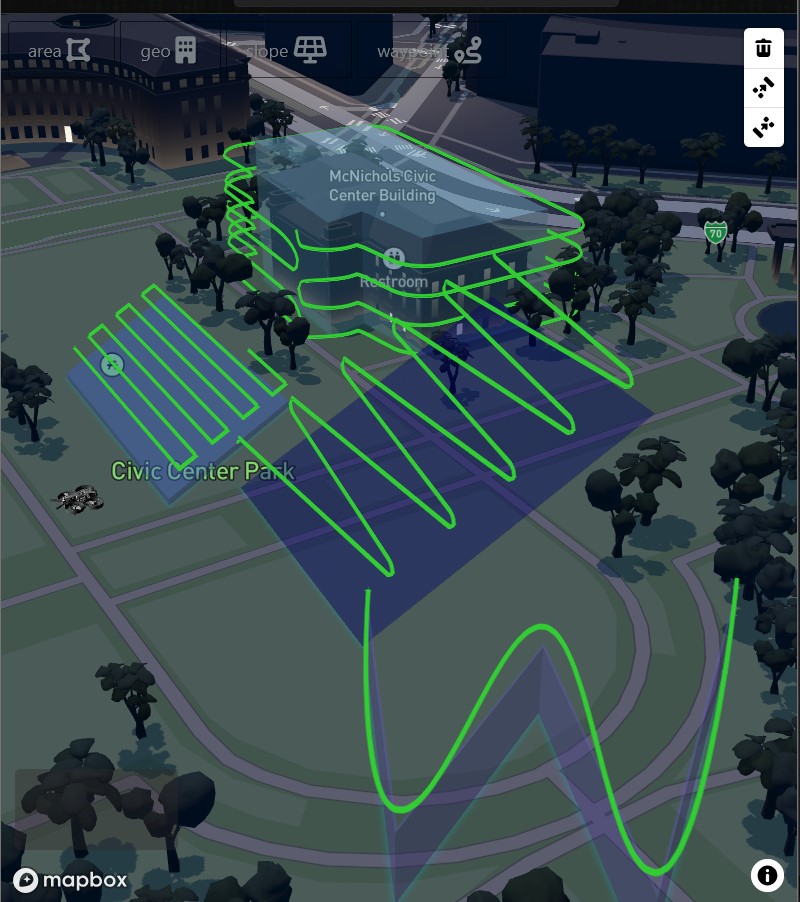 area
geo
slope
waypoint
McNichols Civic
Center Building
70
Restroom
Civic Center Park
mapbox